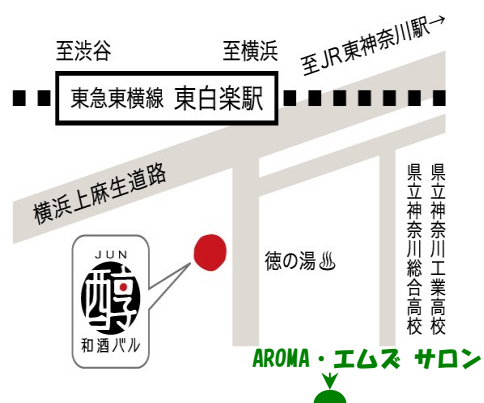 至渋谷
至横浜
至JR東神奈川駅→
東急東横線 東白楽駅
横浜上麻生道路
県立神奈川工業高校
県立神奈川総合高校
徳の湯♨
JUN
醇
和酒バル
AROMA・エムズ サロン